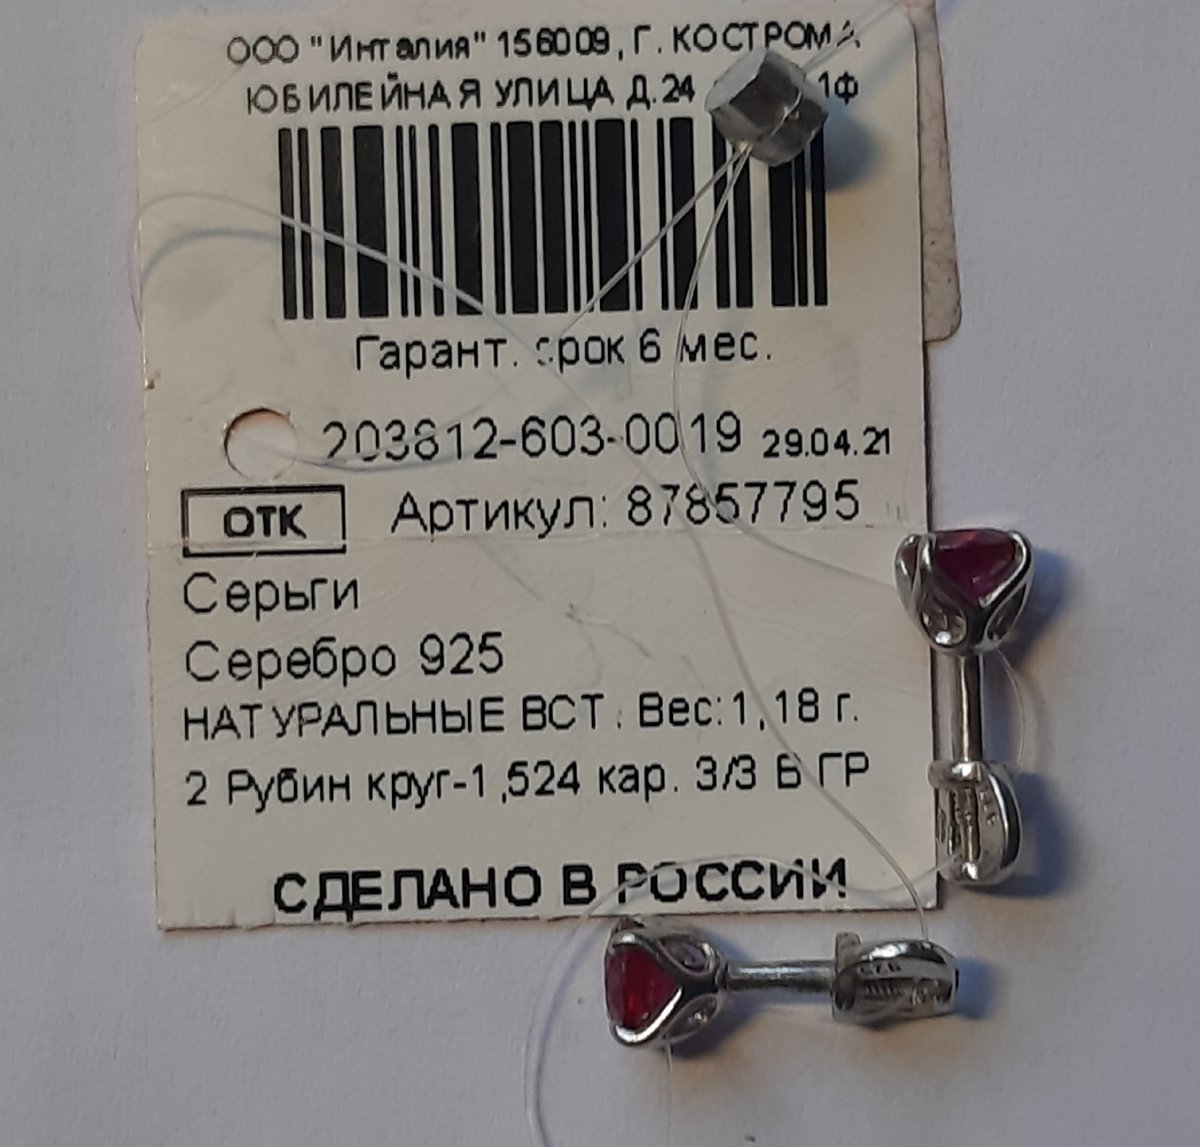 ООО "Инталия" 156009, Г. КОСТРОМА
ЮБИЛЕЙНАЯ УЛИЦА Д.24 1Ф
Гарант. срок 6 мес.
203812-603-0019 29.04.21
ОТК Артикул: 87857795
Серьги
Серебро 925
НАТУРАЛЬНЫЕ ВСТ. Вес:1,18 г.
2 Рубин круг-1,524 кар. 3/3 Б ГР
СДЕЛАНО В РОССИИ